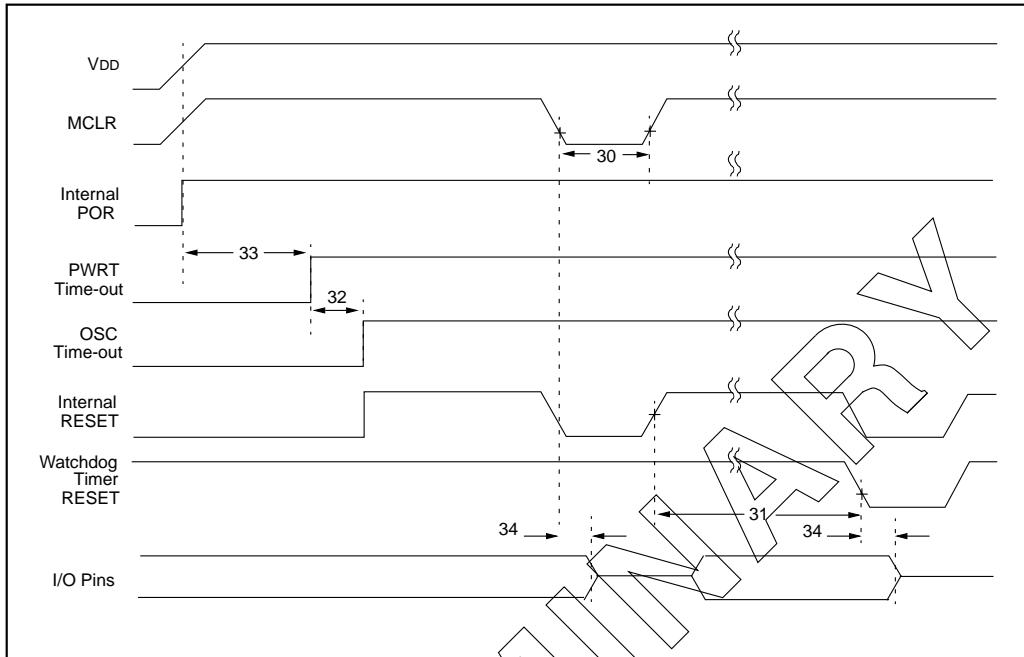 VDD
MCLR
30
Internal
POR
33
PWRT
Time-out
32
OSC
Time-out
Internal
RESET
Watchdog
Timer
RESET
31
34
34
I/O Pins
INARY